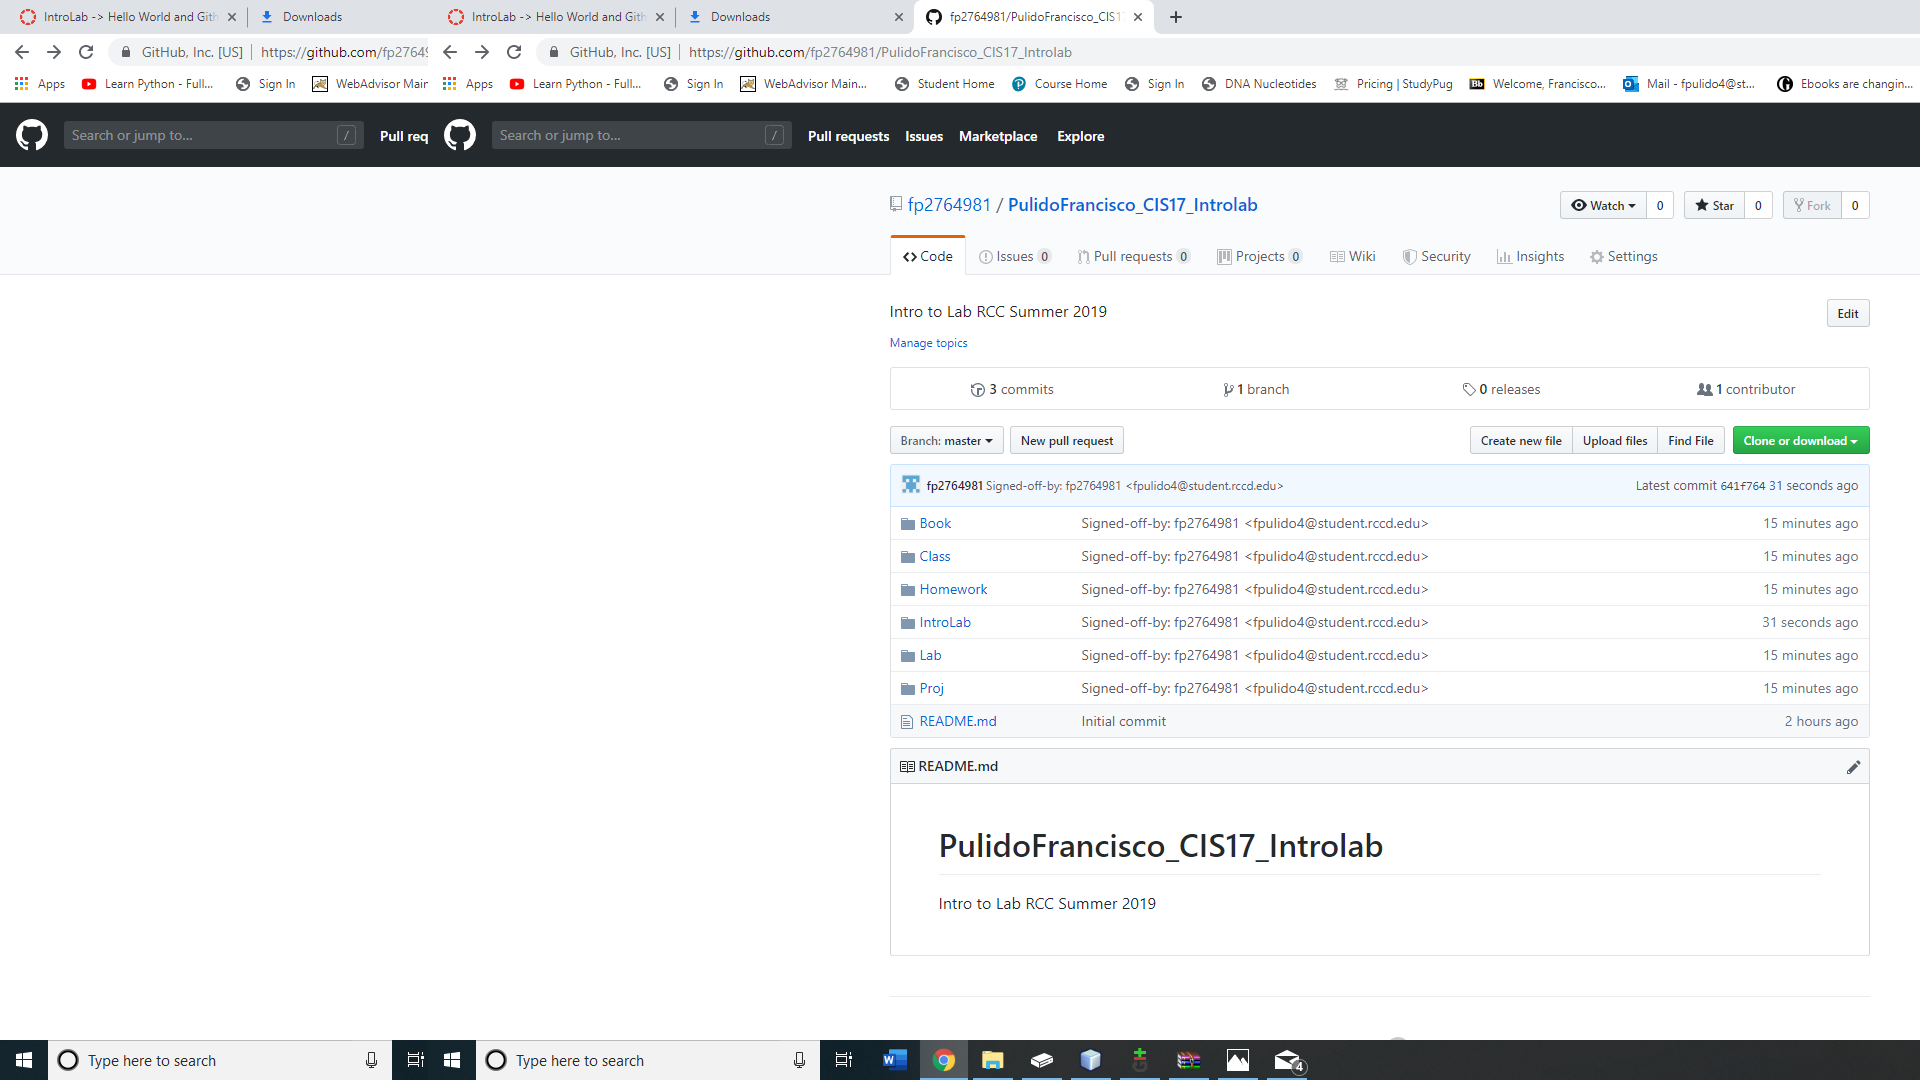 IntroLab -> Hello World and Gith Downloads IntroLab -> Hello World and Gith Downloads fp2764981/PulidoFrancisco_CIS17
GitHub, Inc. [US] https://github.com/fp27649 GitHub, Inc. [US] https://github.com/fp2764981/PulidoFrancisco_CIS17_Introlab
Apps Learn Python - Full... Sign In WebAdvisor Mair Apps Learn Python - Full... Sign In WebAdvisor Main... Student Home Course Home Sign In DNA Nucleotides Pricing | StudyPug Bb Welcome, Francisco... Mail - fpulido4@st... Ebooks are changin...
Search or jump to... / Pull req Search or jump to... / Pull requests Issues Marketplace Explore
fp2764981 / PulidoFrancisco_CIS17_Introlab Watch 0 Star 0 Fork 0
Code Issues 0 Pull requests 0 Projects 0 Wiki Security Insights Settings
Intro to Lab RCC Summer 2019 Edit
Manage topics
3 commits 1 branch 0 releases 1 contributor
Branch: master New pull request Create new file Upload files Find File Clone or download
fp2764981 Signed-off-by: fp2764981 <fpulido4@student.rccd.edu> Latest commit 641f764 31 seconds ago
Book Signed-off-by: fp2764981 <fpulido4@student.rccd.edu> 15 minutes ago
Class Signed-off-by: fp2764981 <fpulido4@student.rccd.edu> 15 minutes ago
Homework Signed-off-by: fp2764981 <fpulido4@student.rccd.edu> 15 minutes ago
IntroLab Signed-off-by: fp2764981 <fpulido4@student.rccd.edu> 31 seconds ago
Lab Signed-off-by: fp2764981 <fpulido4@student.rccd.edu> 15 minutes ago
Proj Signed-off-by: fp2764981 <fpulido4@student.rccd.edu> 15 minutes ago
README.md Initial commit 2 hours ago
README.md
PulidoFrancisco_CIS17_Introlab
Intro to Lab RCC Summer 2019
Type here to search Type here to search 4